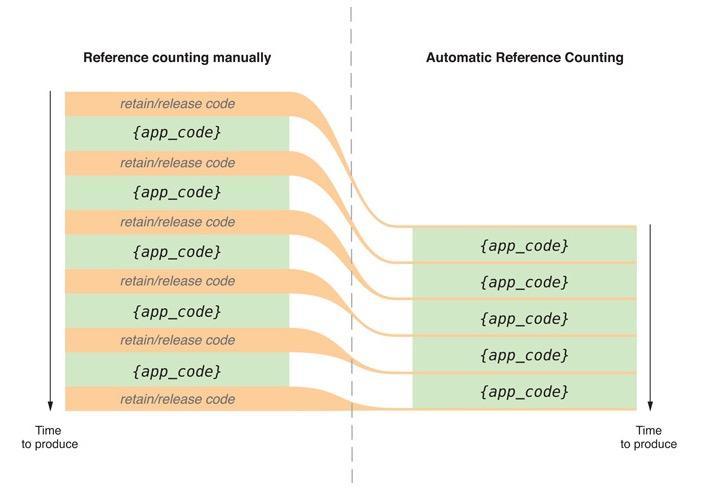 Reference counting manually
Automatic Reference Counting
retain/release code
{app_code}
retain/release code
{app_code}
retain/release code
{app_code}
retain/release code
{app_code}
retain/release code
{app_code}
retain/release code
Time
to produce
{app_code}
{app_code}
{app_code}
{app_code}
{app_code}
Time
to produce